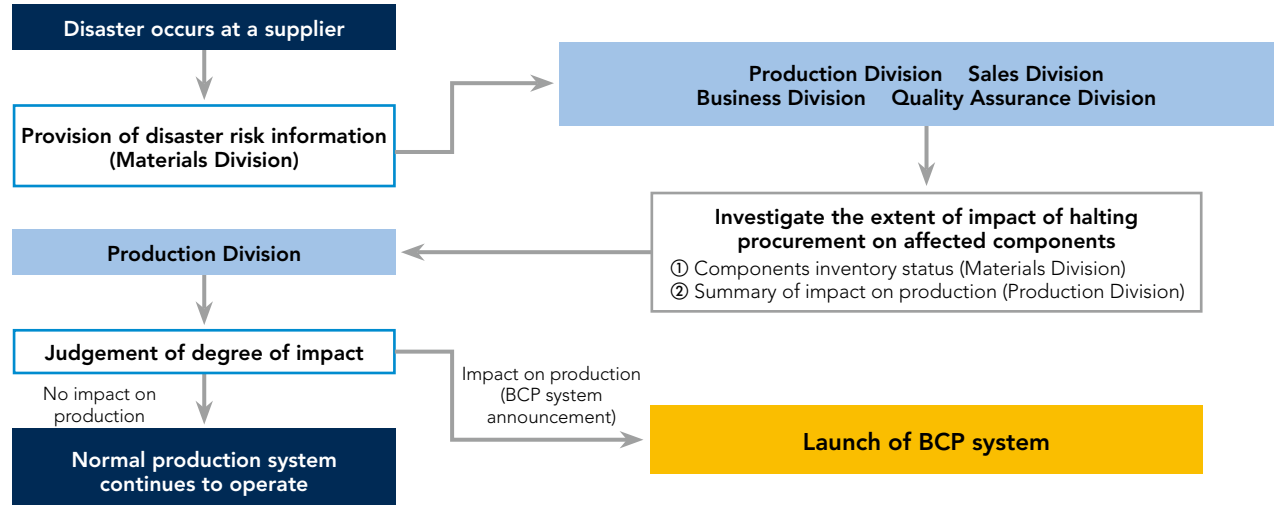 Disaster occurs at a supplier
Provision of disaster risk information
(Materials Division)
Production Division Sales Division
Business Division Quality Assurance Division
Investigate the extent of impact of halting
procurement on affected components
① Components inventory status (Materials Division)
② Summary of impact on production (Production Division)
Production Division
Judgement of degree of impact
No impact on
production
Impact on production
(BCP system
announcement)
Normal production system
continues to operate
Launch of BCP system